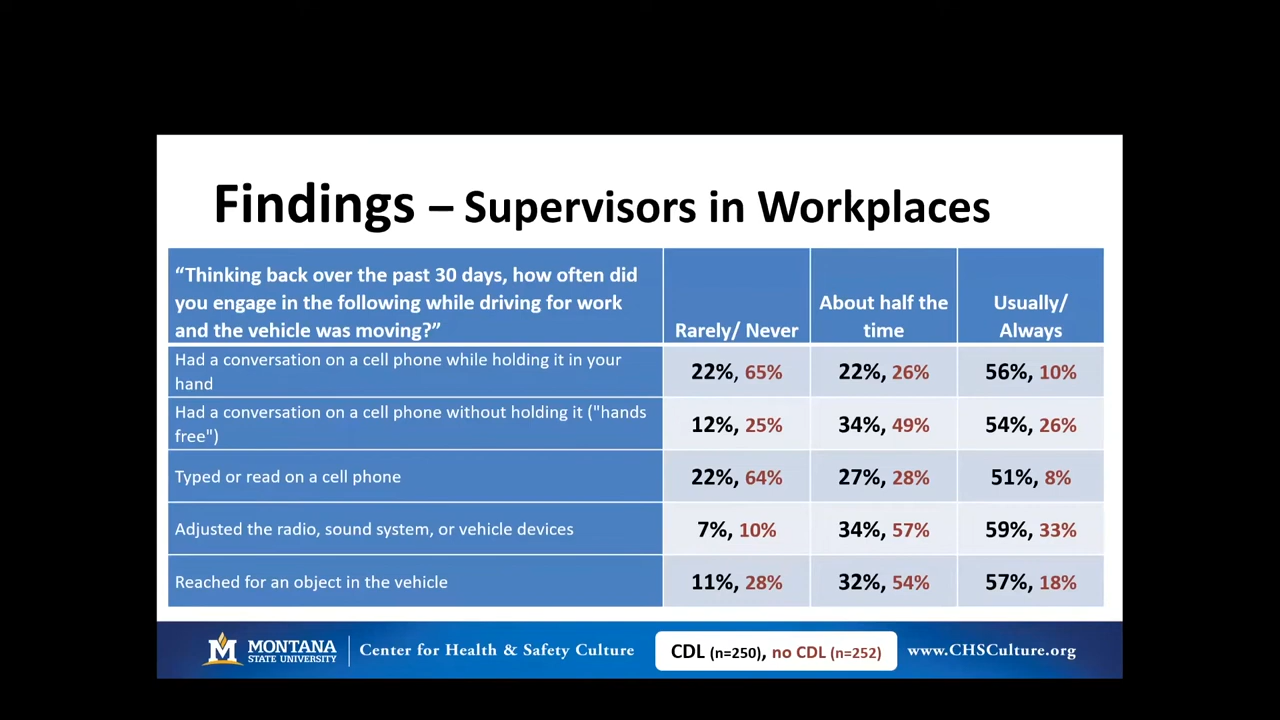 Findings – Supervisors in Workplaces
“Thinking back over the past 30 days, how often did
you engage in the following while driving for work
and the vehicle was moving?”
Rarely/ Never
About half the
time
Usually/
Always
Had a conversation on a cell phone while holding it in your
hand
22%, 65%
22%, 26%
56%, 10%
Had a conversation on a cell phone without holding it ("hands
free")
12%, 25%
34%, 49%
54%, 26%
Typed or read on a cell phone
22%, 64%
27%, 28%
51%, 8%
Adjusted the radio, sound system, or vehicle devices
7%, 10%
34%, 57%
59%, 33%
Reached for an object in the vehicle
11%, 28%
32%, 54%
57%, 18%
MONTANA
STATE UNIVERSITY
Center for Health & Safety Culture
CDL (n=250), no CDL (n=252)
www.CHSCulture.org